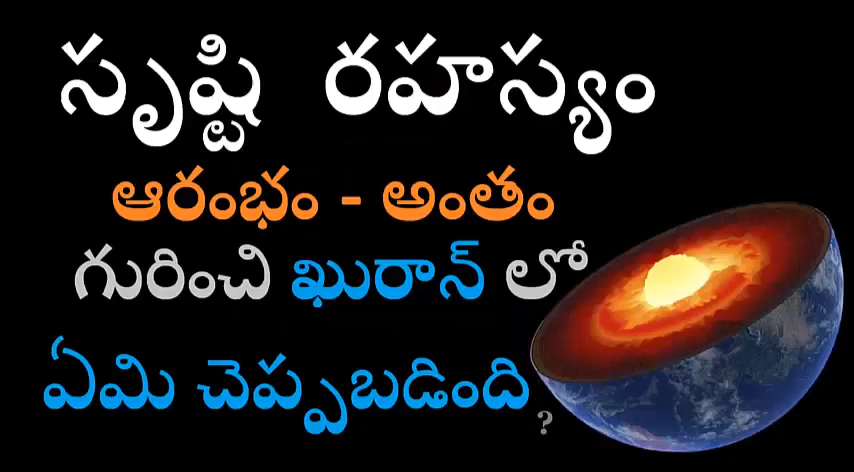 సృష్టి రహస్యం
ఆరంభం - అంతం
గురించి ఖురాన్ లో
ఏమి చెప్పబడింది ?